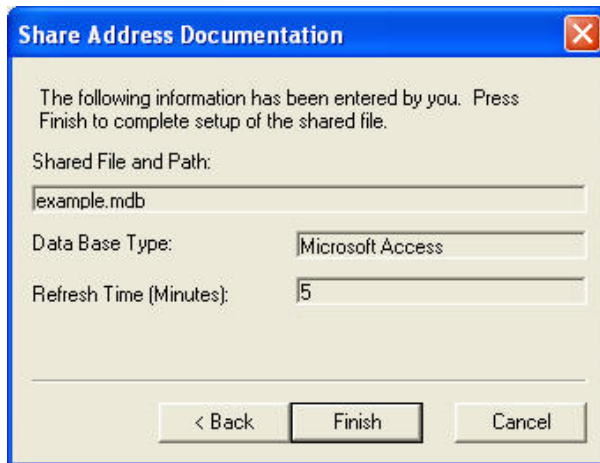 Share Address Documentation
The following information has been entered by you.  Press
Finish to complete setup of the shared file.
Shared File and Path:
example.mdb
Data Base Type:
Microsoft Access
Refresh Time (Minutes):
5
< Back
Finish
Cancel